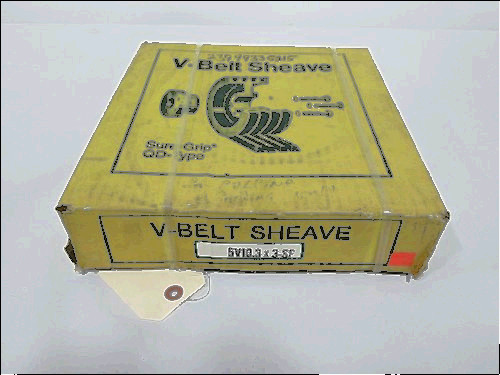 V-Belt Sheave
Sure-Grip®
QD-Type
V-BELT SHEAVE
5V10.3 x 3-SF